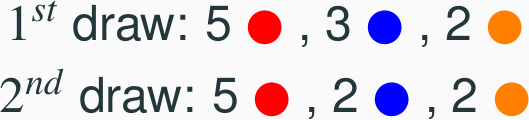 1st draw: 5 🔴 , 3 🔵 , 2 🟠
2nd draw: 5 🔴 , 2 🔵 , 2 🟠